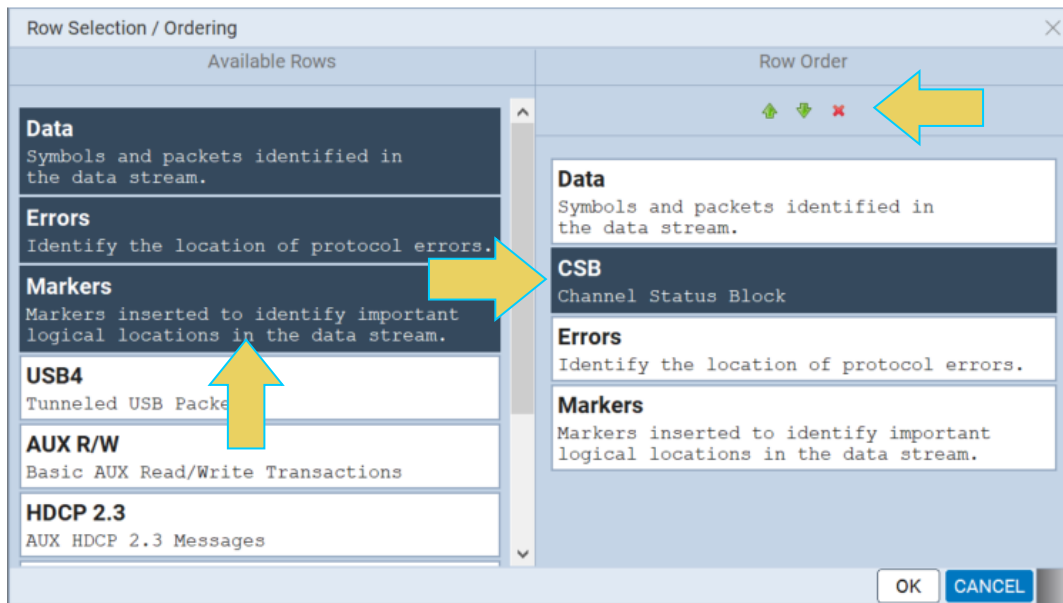 Row Selection / Ordering
Available Rows
Data
Symbols and packets identified in
the data stream.
Errors
Identify the location of protocol errors.
Markers
Markers inserted to identify important
logical locations in the data stream.
USB4
Tunneled USB Packe
AUX R/W
Basic AUX Read/Write Transactions
HDCP 2.3
AUX HDCP 2.3 Messages
Row Order
Data
Symbols and packets identified in
the data stream.
CSB
Channel Status Block
Errors
Identify the location of protocol errors.
Markers
Markers inserted to identify important
logical locations in the data stream.
OK
CANCEL